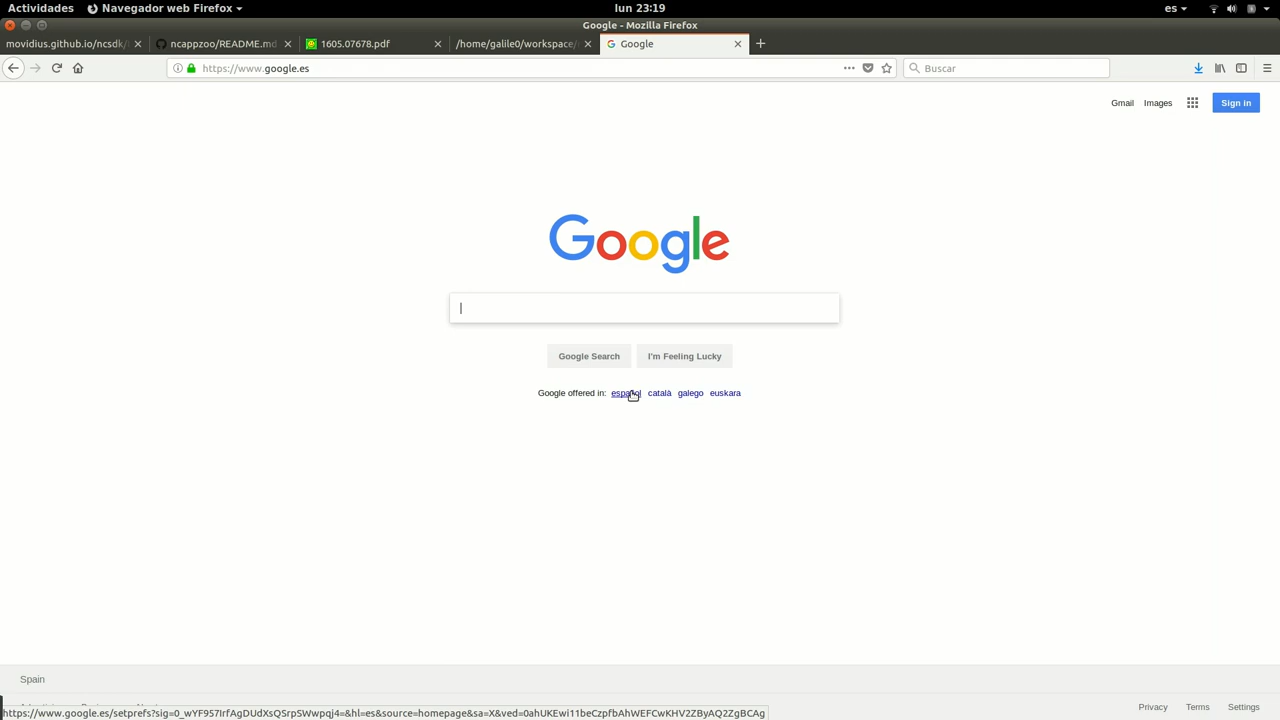 Actividades Navegador web Firefox lun 23:19 es
Google - Mozilla Firefox
movidius.github.io/ncsdk/ ncappzoo/README.md 1605.07678.pdf /home/galile0/workspace/ Google
https://www.google.es Buscar
Gmail Images Sign in
Google
Google Search I'm Feeling Lucky
Google offered in: español català galego euskara
Spain
Privacy Terms Settings
https://www.google.es/setprefs?sig=0_wYF957IrfAgDUdXsQSrpSWwpqj4=&hl=es&source=homepage&sa=X&ved=0ahUKEwi11beCzpfbAhWEFCwKHV2ZByAQ2ZgBCAg